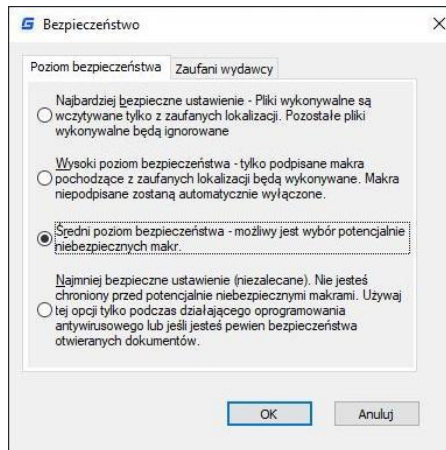 Bezpieczeństwo
Poziom bezpieczeństwa Zaufani wydawcy
Najbardziej bezpieczne ustawienie - Pliki wykonywalne są
wczytywane tylko z zaufanych lokalizacji. Pozostałe pliki
wykonywalne będą ignorowane
Wysoki poziom bezpieczeństwa - tylko podpisane makra
pochodzące z zaufanych lokalizacji będą wykonywane. Makra
niepodpisane zostaną automatycznie wyłączone.
Średni poziom bezpieczeństwa - możliwy jest wybór potencjalnie
niebezpiecznych makr.
Najmniej bezpieczne ustawienie (niezalecane). Nie jesteś
chroniony przed potencjalnie niebezpiecznymi makrami. Używaj
tej opcji tylko podczas działającego oprogramowania
antywirusowego lub jeśli jesteś pewien bezpieczeństwa
otwieranych dokumentów.
OK Anuluj